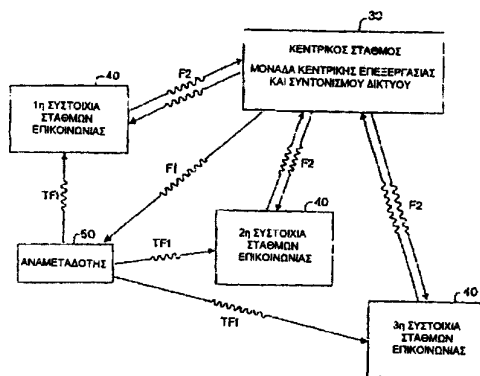 30
ΚΕΝΤΡΙΚΟΣ ΣΤΑΘΜΟΣ
ΜΟΝΑΔΑ ΚΕΝΤΡΙΚΗΣ ΕΠΕΞΕΡΓΑΣΙΑΣ
ΚΑΙ ΣΥΝΤΟΝΙΣΜΟΥ ΔΙΚΤΥΟΥ
40
1η ΣΥΣΤΟΙΧΙΑ
ΣΤΑΘΜΩΝ
ΕΠΙΚΟΙΝΩΝΙΑΣ
F2
F1
F2
F2
TF1
50
ΑΝΑΜΕΤΑΔΟΤΗΣ
TF1
40
2η ΣΥΣΤΟΙΧΙΑ
ΣΤΑΘΜΩΝ
ΕΠΙΚΟΙΝΩΝΙΑΣ
TF1
40
3η ΣΥΣΤΟΙΧΙΑ
ΣΤΑΘΜΩΝ
ΕΠΙΚΟΙΝΩΝΙΑΣ